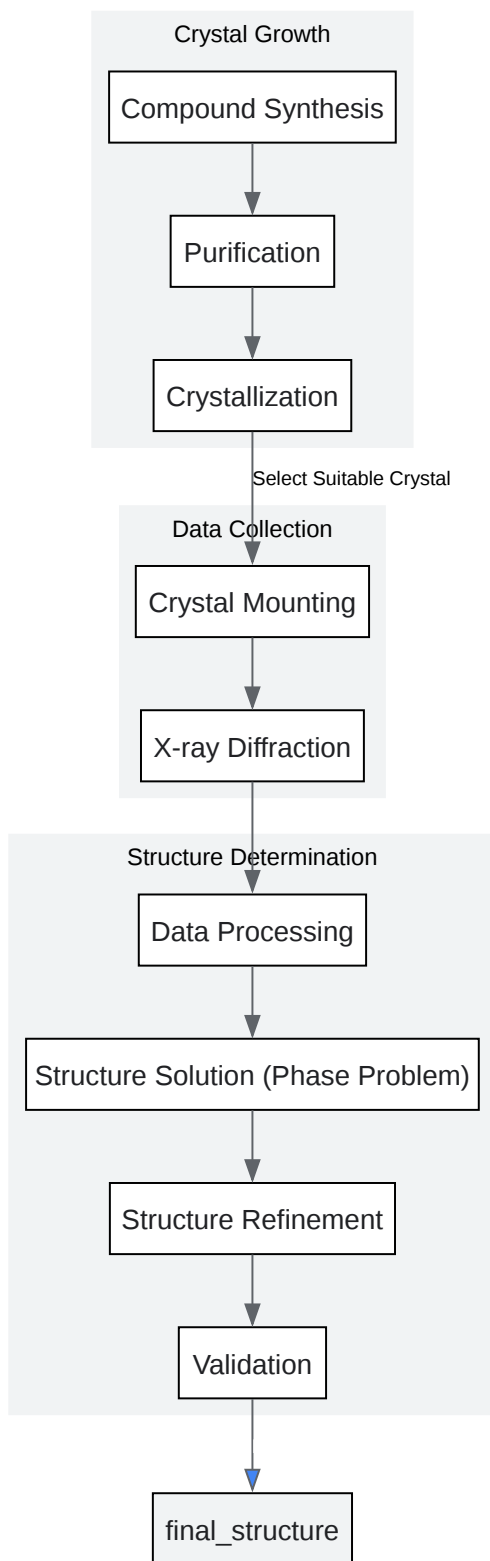 Crystal Growth
Compound Synthesis
Purification
Crystallization
Select Suitable Crystal
Data Collection
Crystal Mounting
X-ray Diffraction
Structure Determination
Data Processing
Structure Solution (Phase Problem)
Structure Refinement
Validation
final_structure